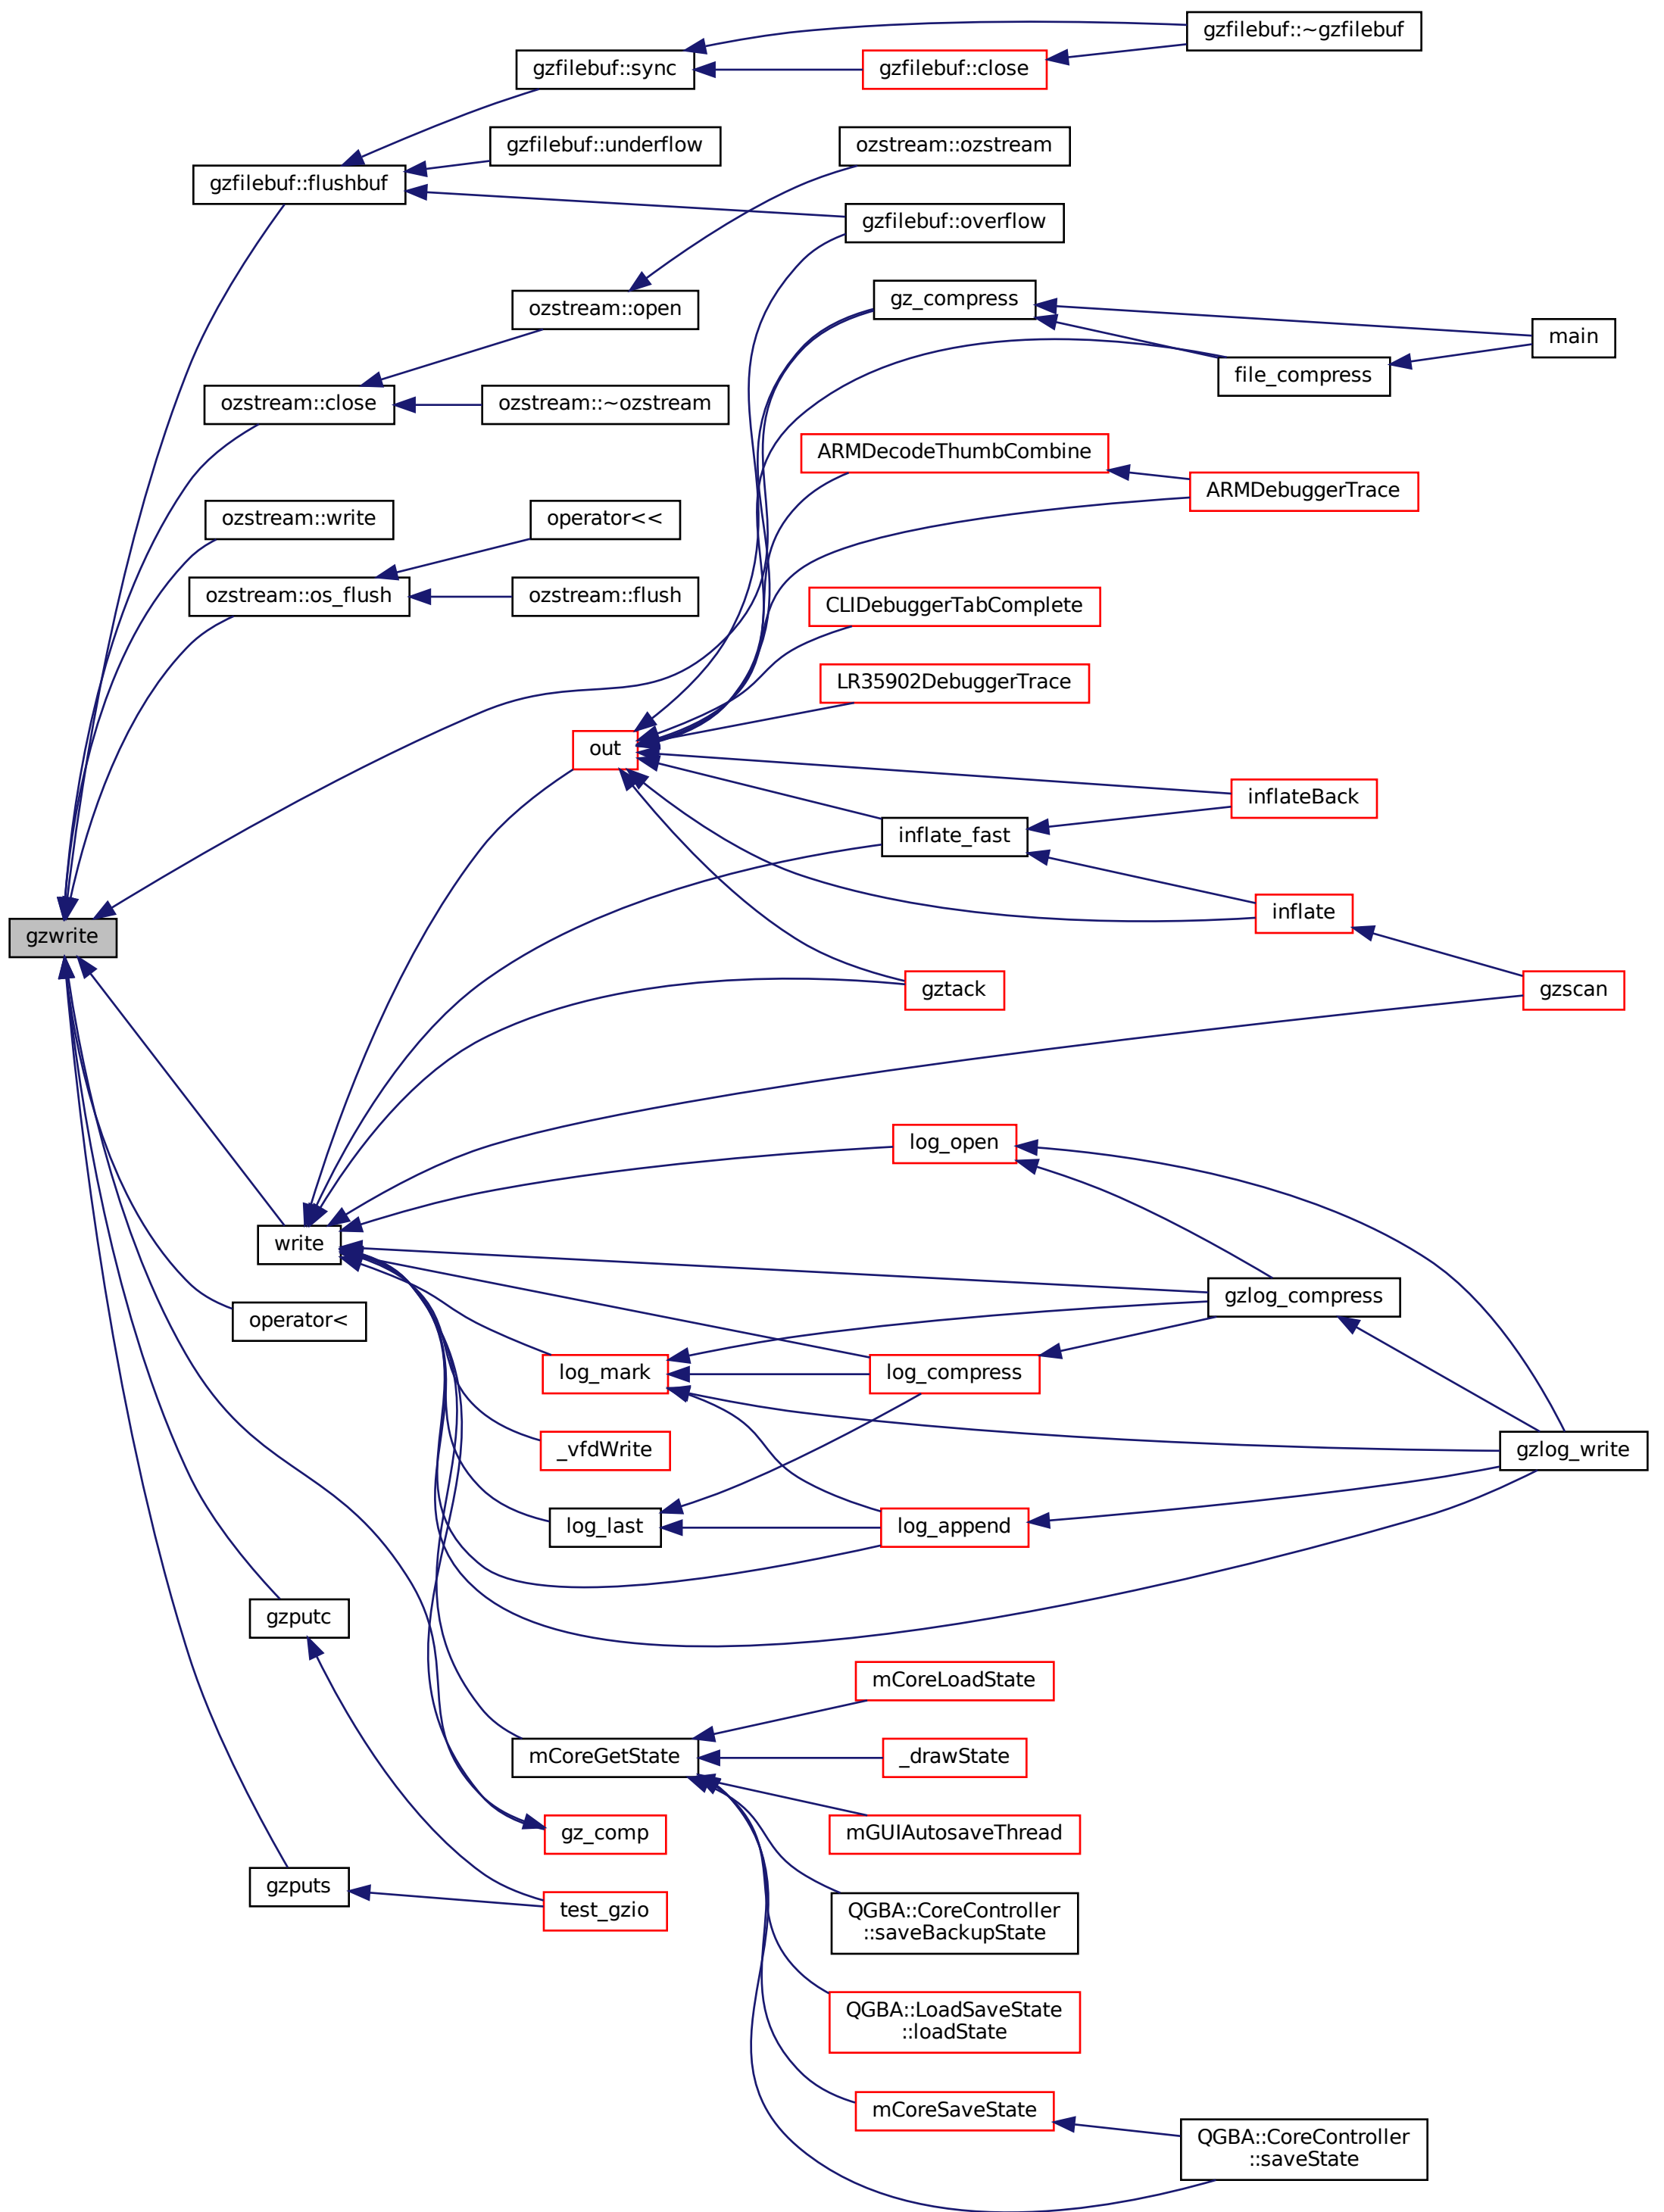 gzfilebuf::~gzfilebuf
gzfilebuf::sync
gzfilebuf::close
gzfilebuf::underflow
ozstream::ozstream
gzfilebuf::flushbuf
gzfilebuf::overflow
gz_compress
ozstream::open
main
file_compress
ozstream::close
ozstream::~ozstream
ARMDecodeThumbCombine
ARMDebuggerTrace
ozstream::write
operator<<
ozstream::os_flush
ozstream::flush
CLIDebuggerTabComplete
LR35902DebuggerTrace
out
inflateBack
inflate_fast
inflate
gzwrite
gztack
gzscan
log_open
write
gzlog_compress
operator<
log_mark
log_compress
_vfdWrite
gzlog_write
log_last
log_append
gzputc
mCoreLoadState
mCoreGetState
_drawState
gz_comp
mGUIAutosaveThread
gzputs
test_gzio
QGBA::CoreController
::saveBackupState
QGBA::LoadSaveState
::loadState
mCoreSaveState
QGBA::CoreController
::saveState